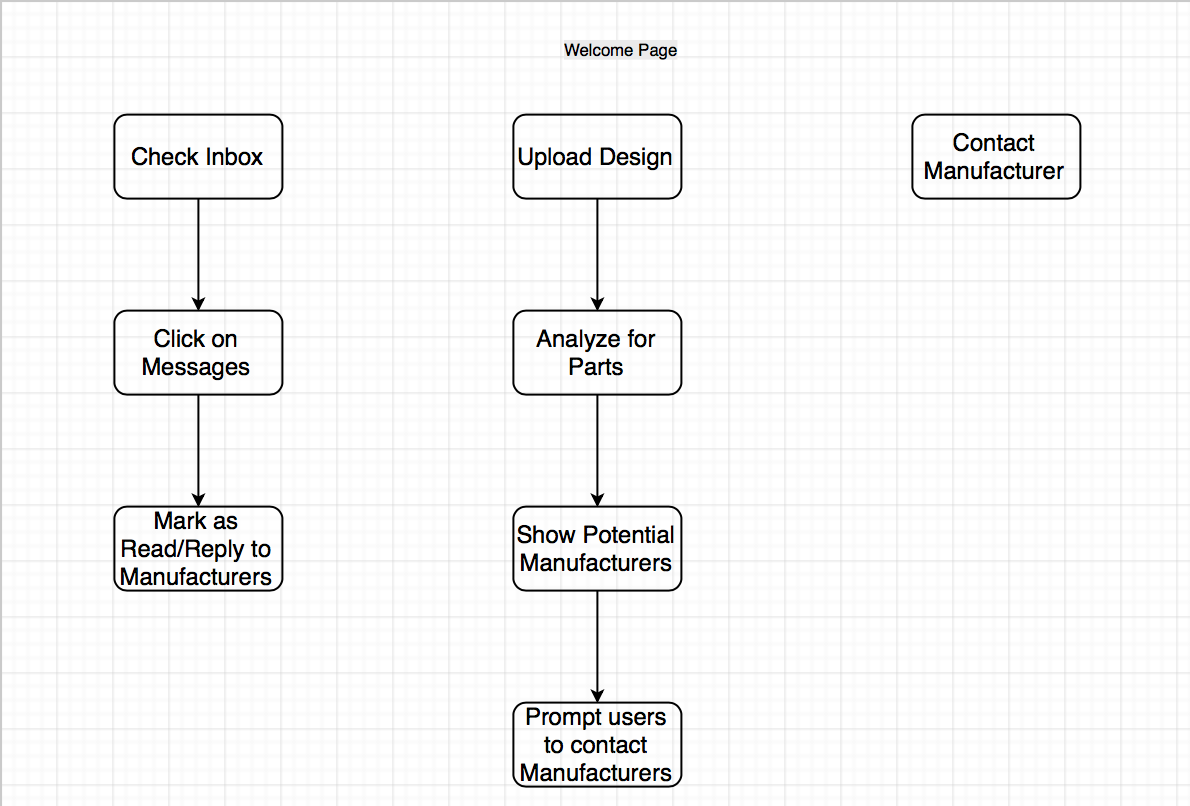 Welcome Page
Check Inbox
Upload Design
Contact
Manufacturer
Click on
Messages
Analyze for
Parts
Mark as
Read/Reply to
Manufacturers
Show Potential
Manufacturers
Prompt users
to contact
Manufacturers